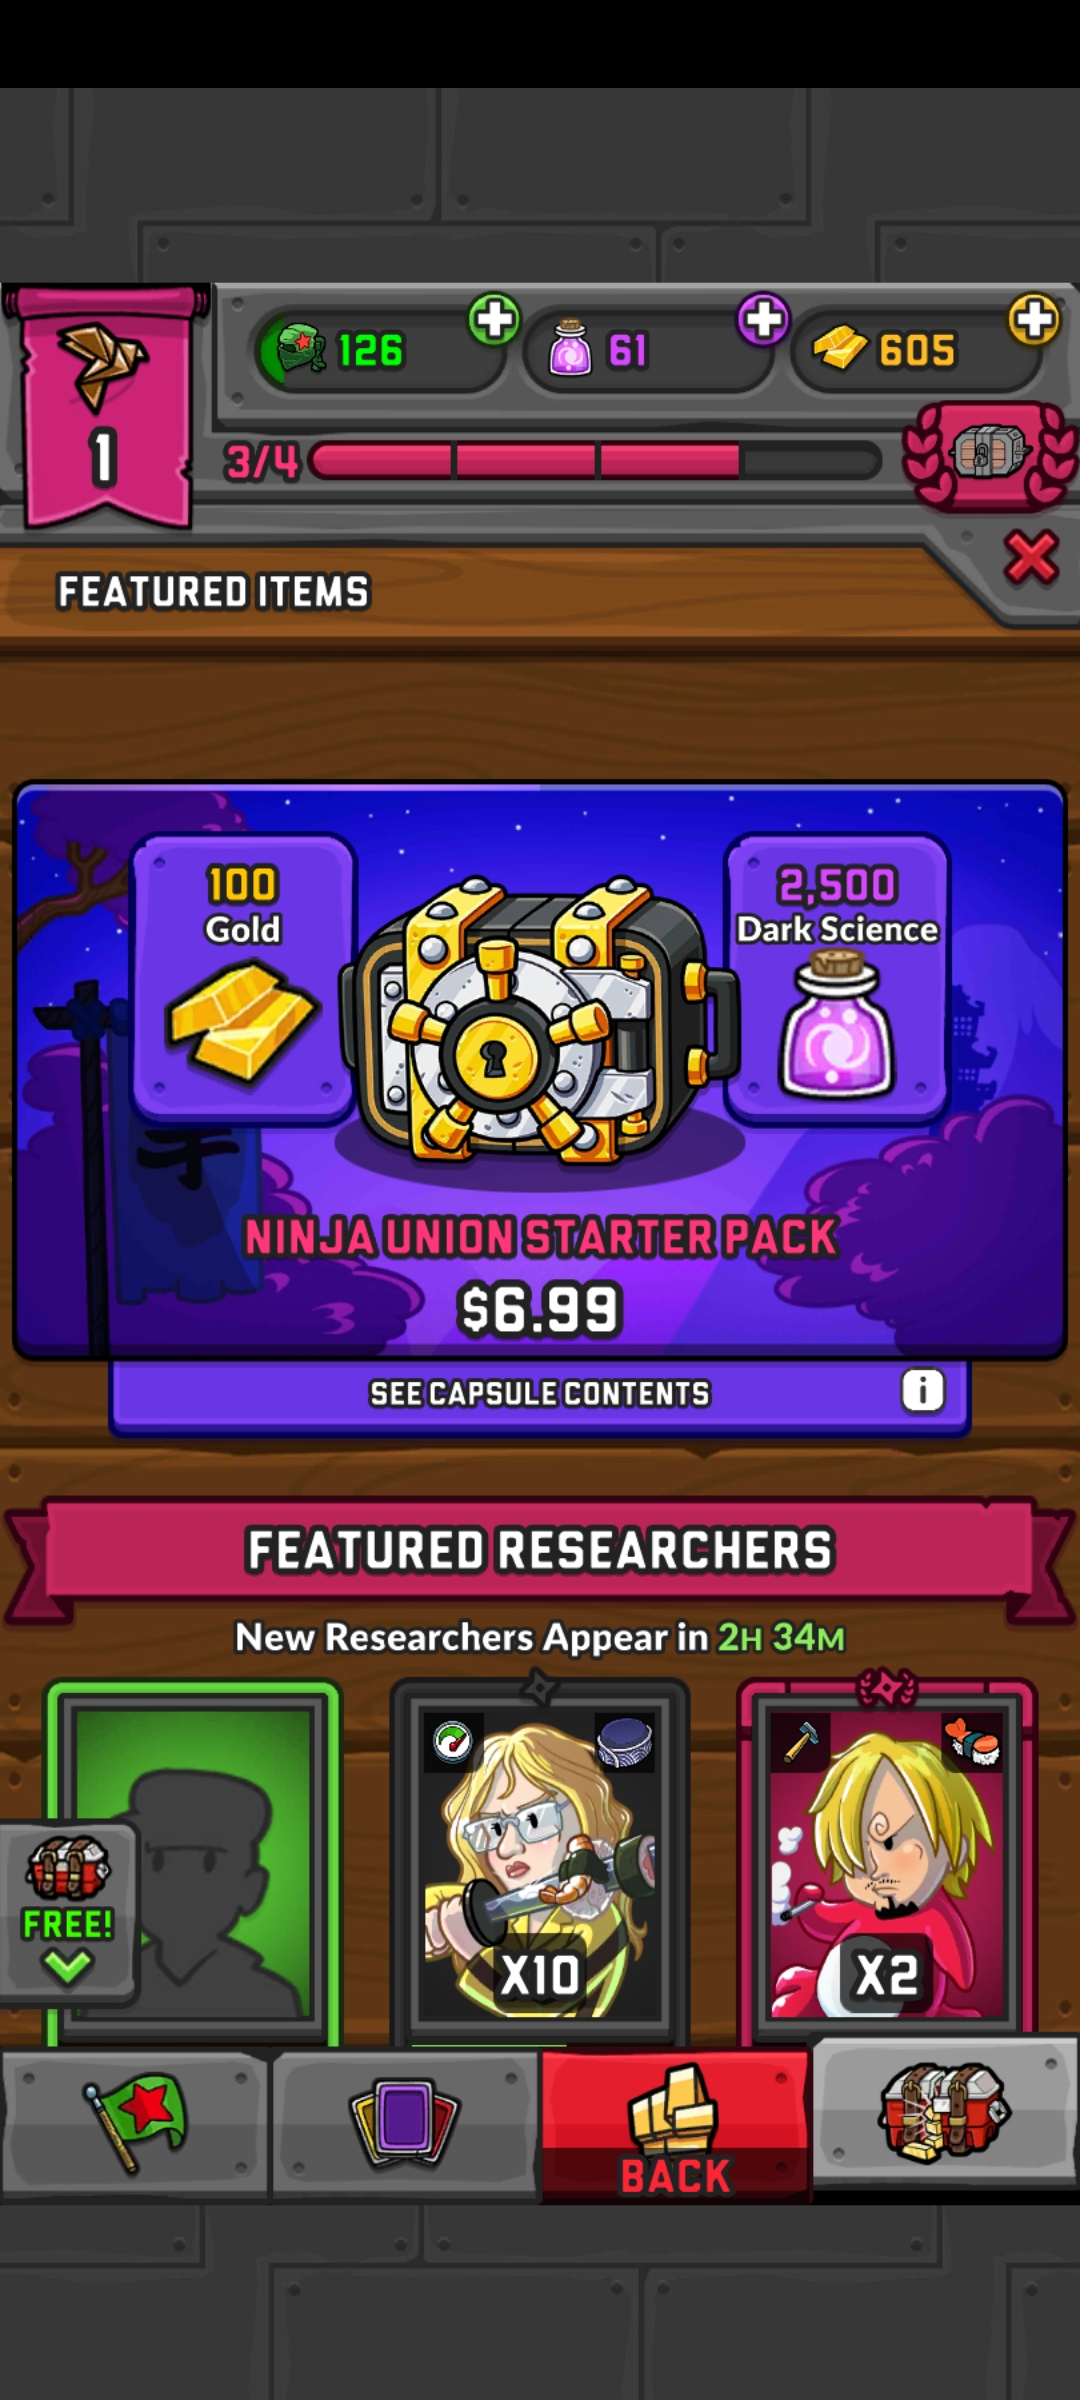 126
61
605
1
3/4
FEATURED ITEMS
100
Gold
2,500
Dark Science
NINJA UNION STARTER PACK
$6.99
SEE CAPSULE CONTENTS
i
FEATURED RESEARCHERS
New Researchers Appear in 2H 34M
X10
X2
FREE!
BACK